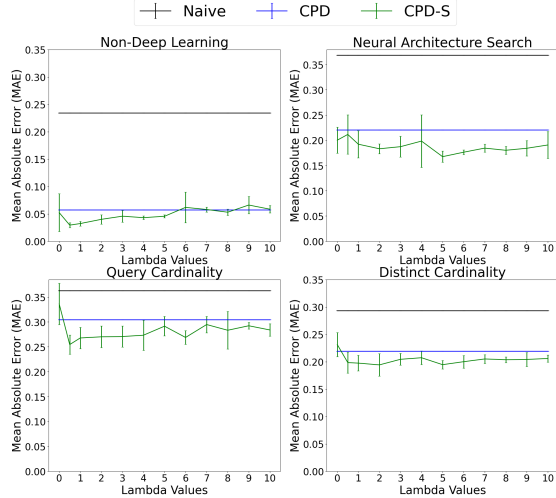 Naive CPD CPD-S
Non-Deep Learning
Mean Absolute Error (MAE)
0.35
0.30
0.25
0.20
0.15
0.10
0.05
0.00
0 1 2 3 4 5 6 7 8 9 10
Lambda Values
Neural Architecture Search
Mean Absolute Error (MAE)
0.35
0.30
0.25
0.20
0.15
0.10
0.05
0.00
0 1 2 3 4 5 6 7 8 9 10
Lambda Values
Query Cardinality
Mean Absolute Error (MAE)
0.35
0.30
0.25
0.20
0.15
0.10
0.05
0.00
0 1 2 3 4 5 6 7 8 9 10
Lambda Values
Distinct Cardinality
Mean Absolute Error (MAE)
0.35
0.30
0.25
0.20
0.15
0.10
0.05
0.00
0 1 2 3 4 5 6 7 8 9 10
Lambda Values